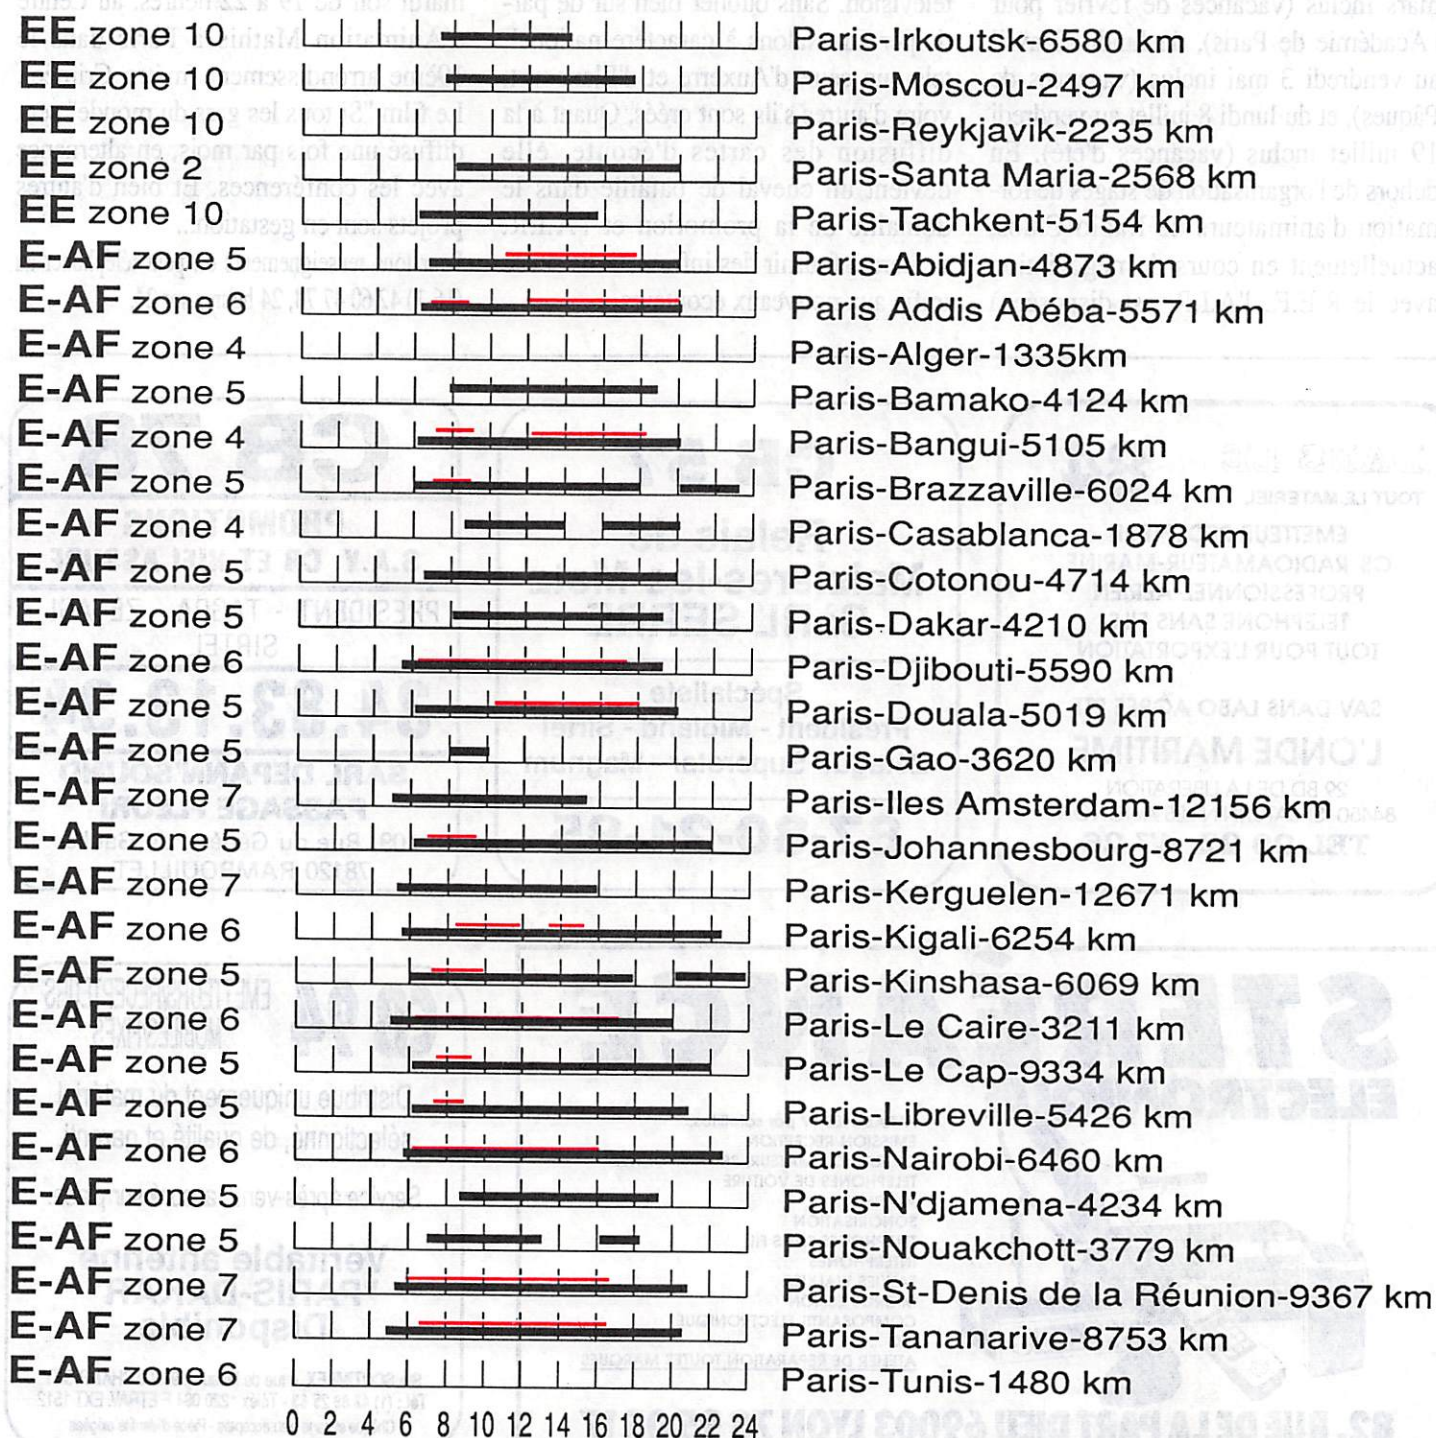 EE zone 10 Paris-Irkoutsk-6580 km
EE zone 10 Paris-Moscou-2497 km
EE zone 10 Paris-Reykjavik-2235 km
EE zone 2 Paris-Santa Maria-2568 km
EE zone 10 Paris-Tachkent-5154 km
E-AF zone 5 Paris-Abidjan-4873 km
E-AF zone 6 Paris Addis Abéba-5571 km
E-AF zone 4 Paris-Alger-1335km
E-AF zone 5 Paris-Bamako-4124 km
E-AF zone 4 Paris-Bangui-5105 km
E-AF zone 5 Paris-Brazzaville-6024 km
E-AF zone 4 Paris-Casablanca-1878 km
E-AF zone 5 Paris-Cotonou-4714 km
E-AF zone 5 Paris-Dakar-4210 km
E-AF zone 6 Paris-Djibouti-5590 km
E-AF zone 5 Paris-Douala-5019 km
E-AF zone 5 Paris-Gao-3620 km
E-AF zone 7 Paris-Iles Amsterdam-12156 km
E-AF zone 5 Paris-Johannesbourg-8721 km
E-AF zone 7 Paris-Kerguelen-12671 km
E-AF zone 6 Paris-Kigali-6254 km
E-AF zone 5 Paris-Kinshasa-6069 km
E-AF zone 6 Paris-Le Caire-3211 km
E-AF zone 5 Paris-Le Cap-9334 km
E-AF zone 5 Paris-Libreville-5426 km
E-AF zone 6 Paris-Nairobi-6460 km
E-AF zone 5 Paris-N'djamena-4234 km
E-AF zone 5 Paris-Nouakchott-3779 km
E-AF zone 7 Paris-St-Denis de la Réunion-9367 km
E-AF zone 7 Paris-Tananarive-8753 km
E-AF zone 6 Paris-Tunis-1480 km
0 2 4 6 8 10 12 14 16 18 20 22 24